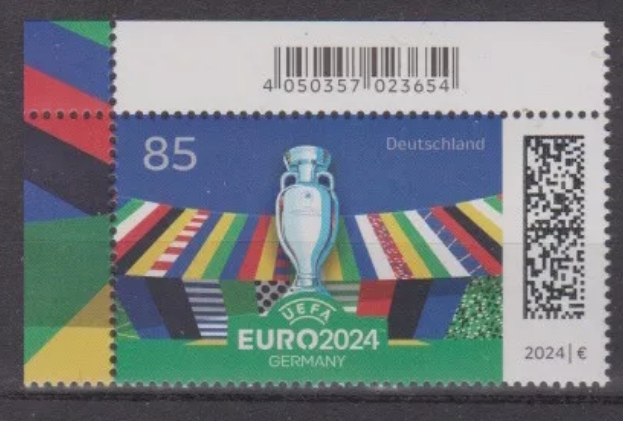 4 050357 023654
85
Deutschland
UEFA
EURO2024
GERMANY
2024|€